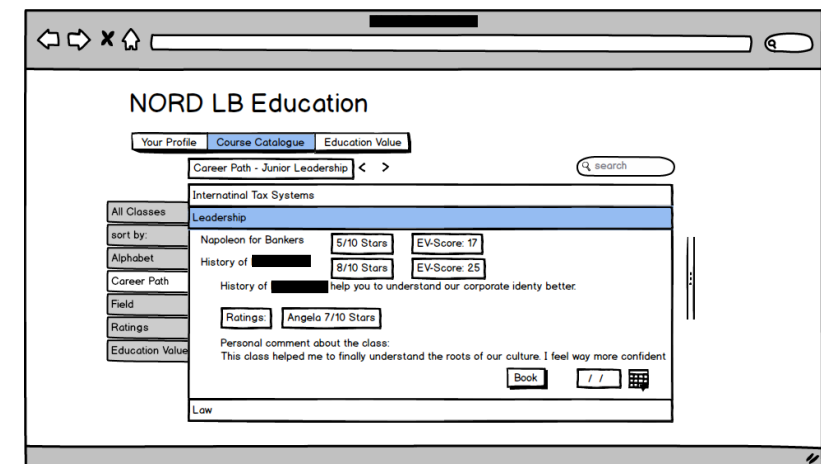 NORD LB Education
Your Profile Course Catalogue Education Value
Career Path - Junior Leadership < > search
Internatinal Tax Systems
All Classes
Leadership
sort by:
Napoleon for Bankers 5/10 Stars EV-Score: 17
Alphabet
History of 8/10 Stars EV-Score: 25
Career Path
History of help you to understand our corporate identy better.
Field
Ratings: Angela 7/10 Stars
Ratings
Personal comment about the class:
Education Value
This class helped me to finally understand the roots of our culture. I feel way more confident
Book / /
Law